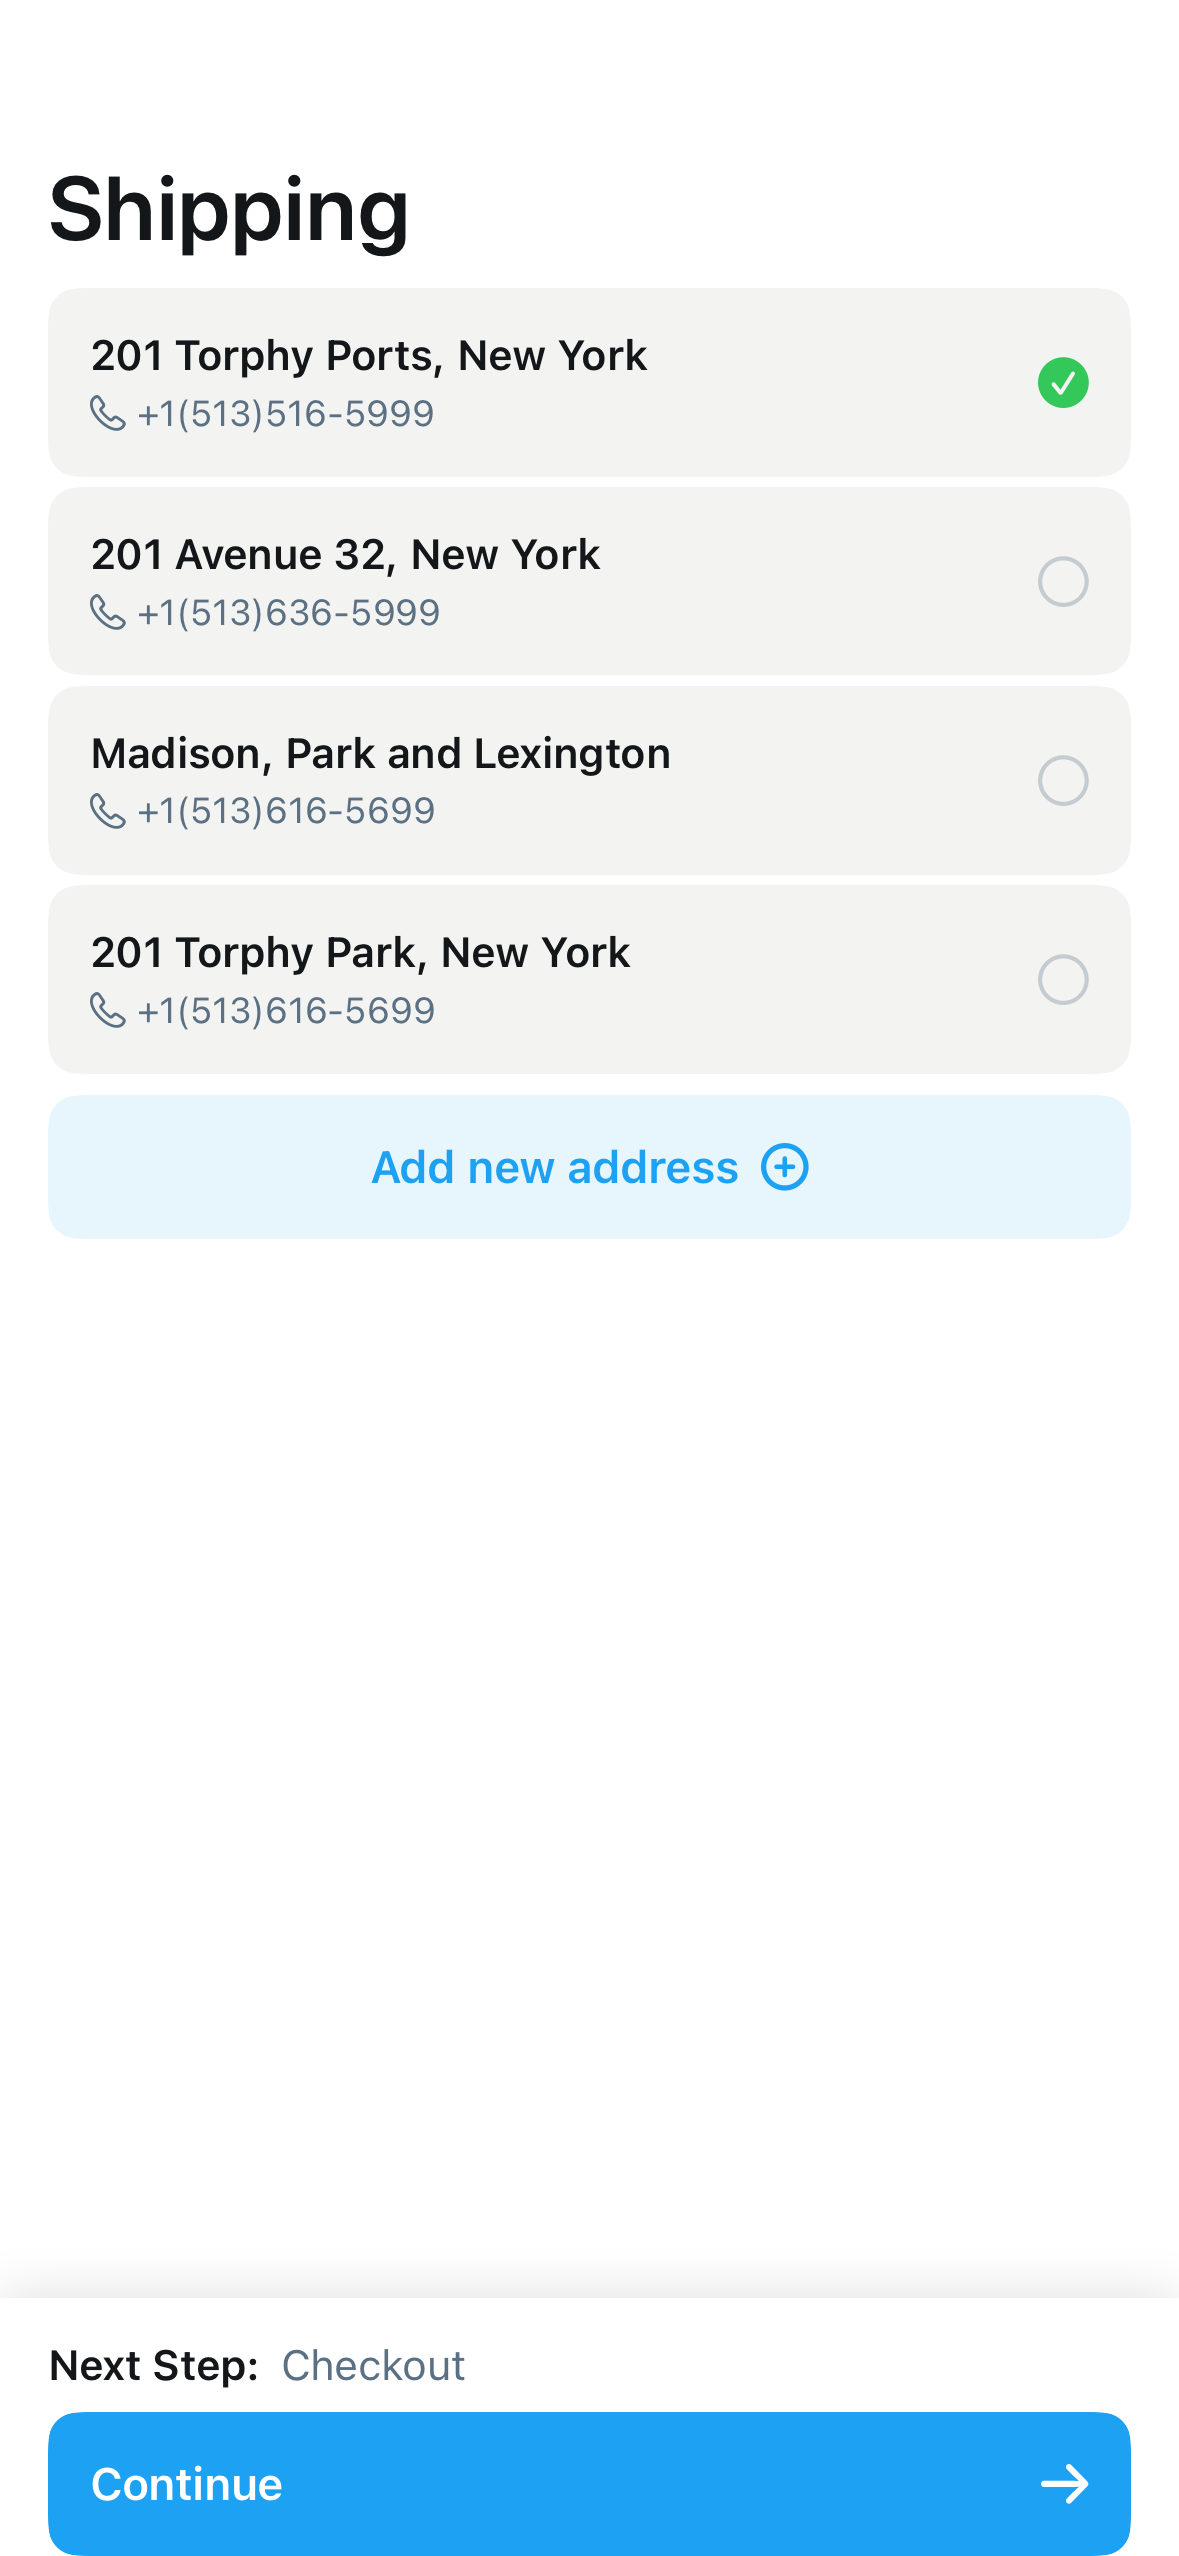 Shipping
201 Torphy Ports, New York
+1(513)516-5999
201 Avenue 32, New York
+1(513)636-5999
Madison, Park and Lexington
+1(513)616-5699
201 Torphy Park, New York
+1(513)616-5699
Add new address
Next Step: Checkout
Continue